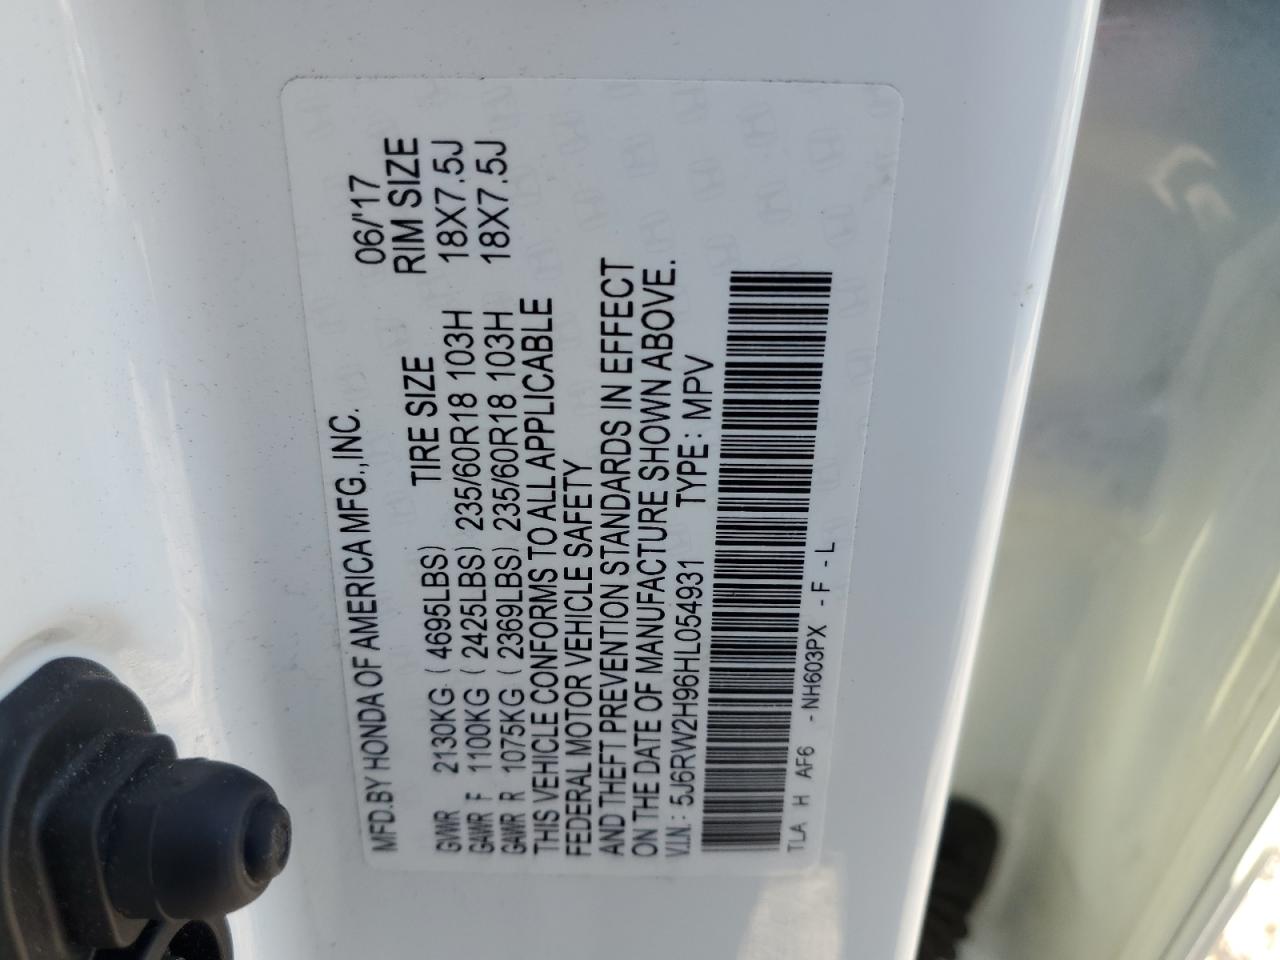 MFD.BY HONDA OF AMERICA MFG.,INC. 06/'17
TIRE SIZE RIM SIZE
GVWR 2130KG ( 4695LBS)
GAWR F 1100KG ( 2425LBS) 235/60R18 103H 18X7.5J
GAWR R 1075KG ( 2369LBS) 235/60R18 103H 18X7.5J
THIS VEHICLE CONFORMS TO ALL APPLICABLE
FEDERAL MOTOR VEHICLE SAFETY
AND THEFT PREVENTION STANDARDS IN EFFECT
ON THE DATE OF MANUFACTURE SHOWN ABOVE.
V.I.N.: 5J6RW2H96HL054931 TYPE: MPV
TLA H AF6 - NH603PX - F - L